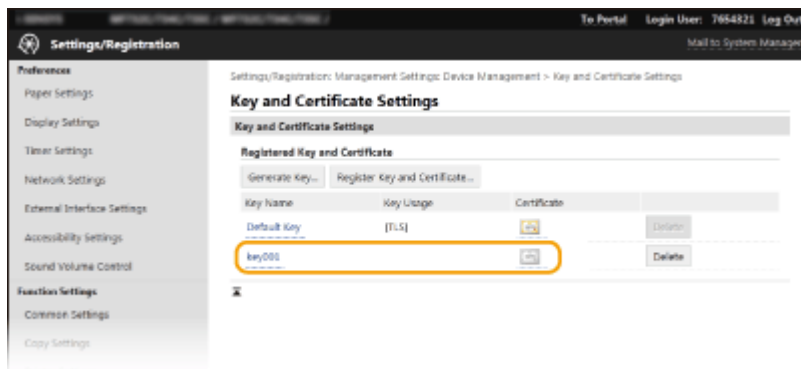 To Portal Login User: 7654321 Log Out
Settings/Registration
Mail to System Manager
Preferences
Paper Settings
Display Settings
Timer Settings
Network Settings
External Interface Settings
Accessibility Settings
Sound Volume Control
Function Settings
Common Settings
Copy Settings
Settings/Registration: Management Settings: Device Management > Key and Certificate Settings
Key and Certificate Settings
Key and Certificate Settings
Registered Key and Certificate
Generate Key... Register Key and Certificate...
Key Name Key Usage Certificate
Default Key [TLS] Delete
key001 Delete